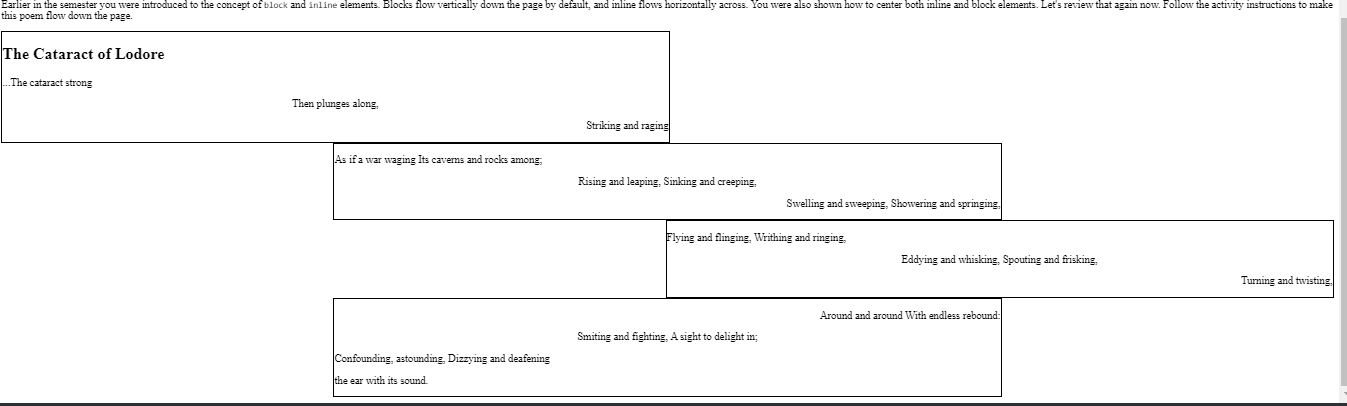 Earlier in the semester you were introduced to the concept of block and inline elements. Blocks flow vertically down the page by default, and inline flows horizontally across. You were also shown how to center both inline and block elements. Let's review that again now. Follow the activity instructions to make
this poem flow down the page.
The Cataract of Lodore
...The cataract strong
Then plunges along,
Striking and raging
As if a war waging Its caverns and rocks among;
Rising and leaping, Sinking and creeping,
Swelling and sweeping, Showering and springing,
Flying and flinging, Writhing and ringing,
Eddying and whisking, Spouting and frisking,
Turning and twisting,
Around and around With endless rebound:
Smiting and fighting, A sight to delight in;
Confounding, astounding, Dizzying and deafening
the ear with its sound.